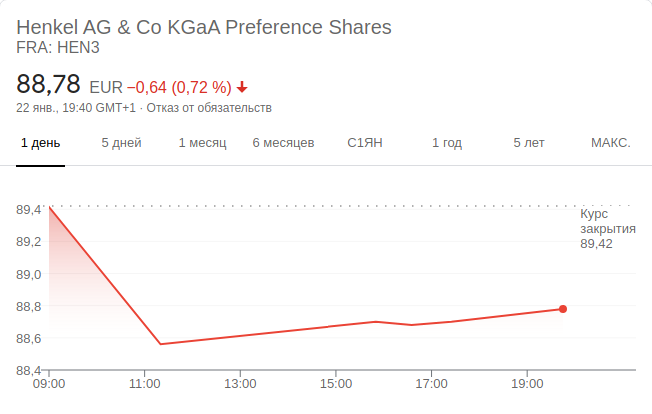 Henkel AG & Co KGaA Preference Shares
FRA: HEN3
88,78 EUR −0,64 (0,72 %)
22 янв., 19:40 GMT+1 · Отказ от обязательств
1 день 5 дней 1 месяц 6 месяцев С1ЯН 1 год 5 лет МАКС.
89,4
Курс
закрытия
89,42
89,2
89,0
88,8
88,6
88,4
09:00 11:00 13:00 15:00 17:00 19:00